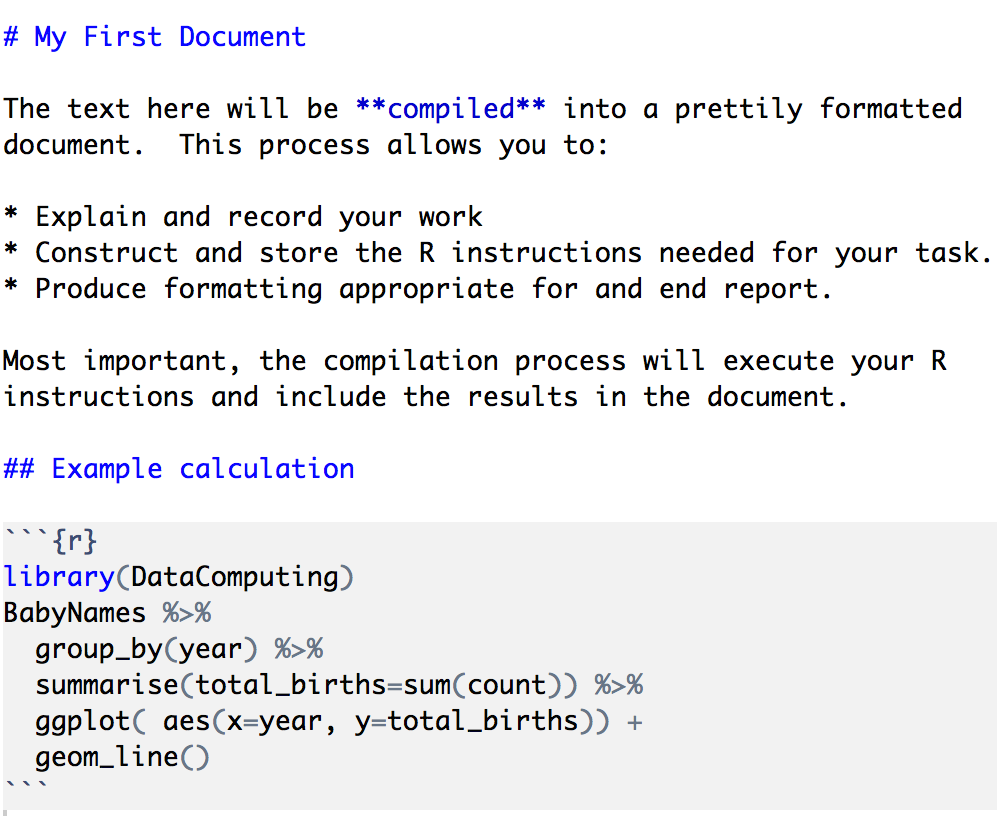 # My First Document
The text here will be **compiled** into a prettily formatted
document.  This process allows you to:
* Explain and record your work
* Construct and store the R instructions needed for your task.
* Produce formatting appropriate for and end report.
Most important, the compilation process will execute your R
instructions and include the results in the document.
## Example calculation
```{r}
library(DataComputing)
BabyNames %>%
  group_by(year) %>%
  summarise(total_births=sum(count)) %>%
  ggplot( aes(x=year, y=total_births)) +
  geom_line()
```